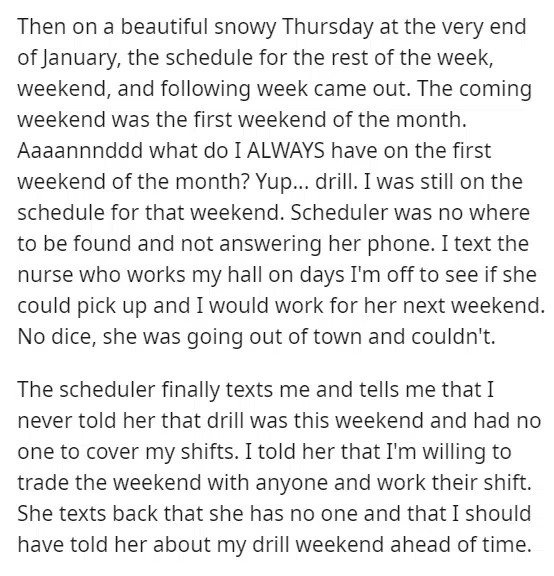 Then on a beautiful snowy Thursday at the very end
of January, the schedule for the rest of the week,
weekend, and following week came out. The coming
weekend was the first weekend of the month.
Aaaannnddd what do I ALWAYS have on the first
weekend of the month? Yup... drill. I was still on the
schedule for that weekend. Scheduler was no where
to be found and not answering her phone. I text the
nurse who works my hall on days I'm off to see if she
could pick up and I would work for her next weekend.
No dice, she was going out of town and couldn't.
The scheduler finally texts me and tells me that I
never told her that drill was this weekend and had no
one to cover my shifts. I told her that I'm willing to
trade the weekend with anyone and work their shift.
She texts back that she has no one and that I should
have told her about my drill weekend ahead of time.